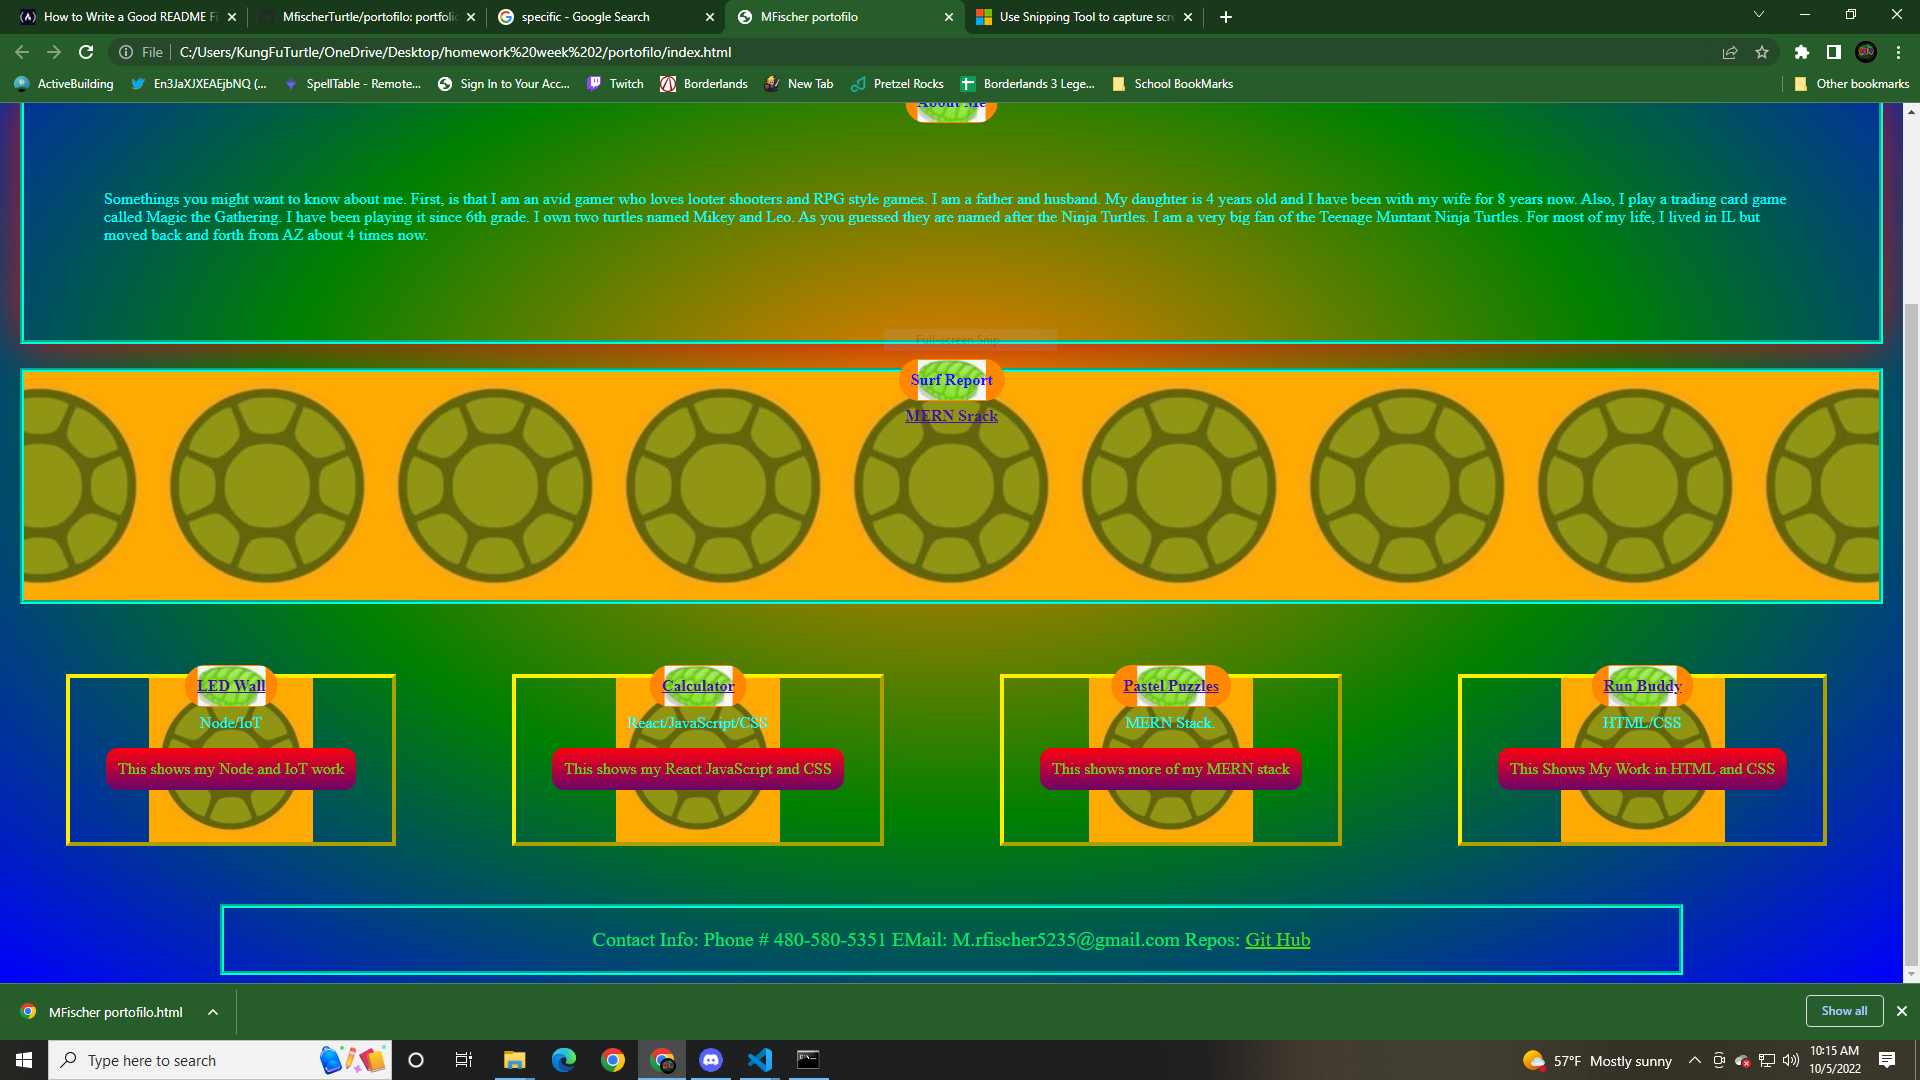 How to Write a Good README Fi
MfischerTurtle/portofilo: portfolio
specific - Google Search
MFischer portofilo
Use Snipping Tool to capture scre
File
C:/Users/KungFuTurtle/OneDrive/Desktop/homework%20week%202/portofilo/index.html
ActiveBuilding
En3JaXJXEAEjbNQ (...
SpellTable - Remote...
Sign In to Your Acc...
Twitch
Borderlands
New Tab
Pretzel Rocks
Borderlands 3 Lege...
School BookMarks
Other bookmarks
About Me
Somethings you might want to know about me. First, is that I am an avid gamer who loves looter shooters and RPG style games. I am a father and husband. My daughter is 4 years old and I have been with my wife for 8 years now. Also, I play a trading card game
called Magic the Gathering. I have been playing it since 6th grade. I own two turtles named Mikey and Leo. As you guessed they are named after the Ninja Turtles. I am a very big fan of the Teenage Muntant Ninja Turtles. For most of my life, I lived in IL but
moved back and forth from AZ about 4 times now.
Full-screen Snip
Surf Report
MERN Srack
LED Wall
Node/IoT
This shows my Node and IoT work
Calculator
React/JavaScript/CSS
This shows my React JavaScript and CSS
Pastel Puzzles
MERN Stack.
This shows more of my MERN stack
Run Buddy
HTML/CSS
This Shows My Work in HTML and CSS
Contact Info: Phone # 480-580-5351 EMail: M.rfischer5235@gmail.com Repos: Git Hub
MFischer portofilo.html
Show all
Type here to search
57°F Mostly sunny
10:15 AM
10/5/2022